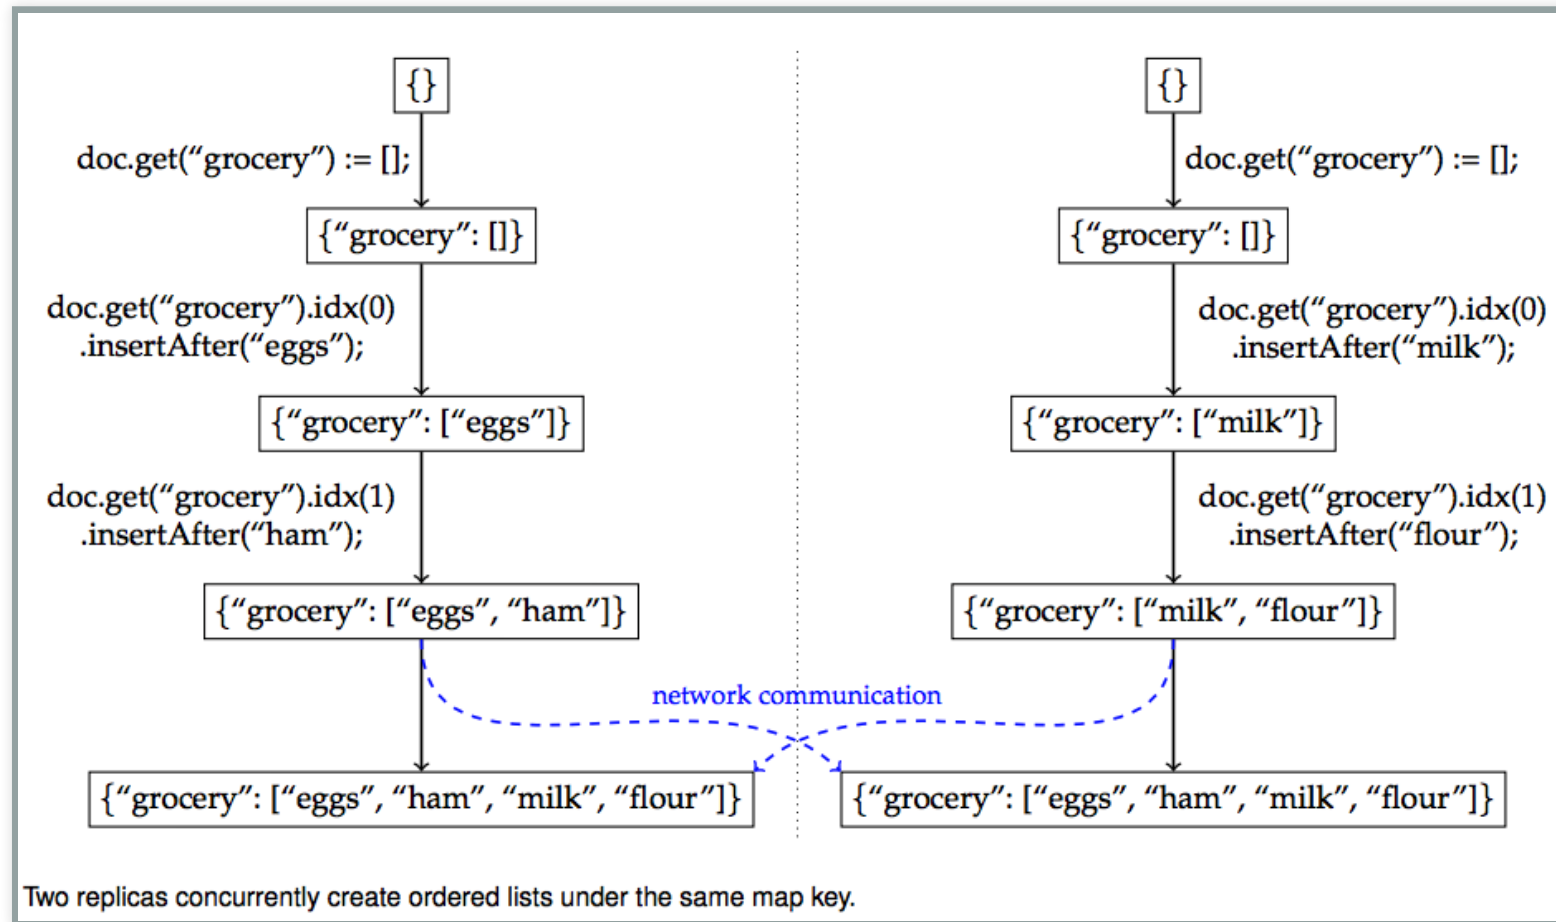 {}
{}
doc.get(“grocery”) := [];
doc.get(“grocery”) := [];
{“grocery”: []}
{“grocery”: []}
doc.get(“grocery”).idx(0)
.insertAfter(“eggs”);
doc.get(“grocery”).idx(0)
.insertAfter(“milk”);
{“grocery”: [“eggs”]}
{“grocery”: [“milk”]}
doc.get(“grocery”).idx(1)
.insertAfter(“ham”);
doc.get(“grocery”).idx(1)
.insertAfter(“flour”);
{“grocery”: [“eggs”, “ham”]}
{“grocery”: [“milk”, “flour”]}
network communication
{“grocery”: [“eggs”, “ham”, “milk”, “flour”]}
{“grocery”: [“eggs”, “ham”, “milk”, “flour”]}
Two replicas concurrently create ordered lists under the same map key.